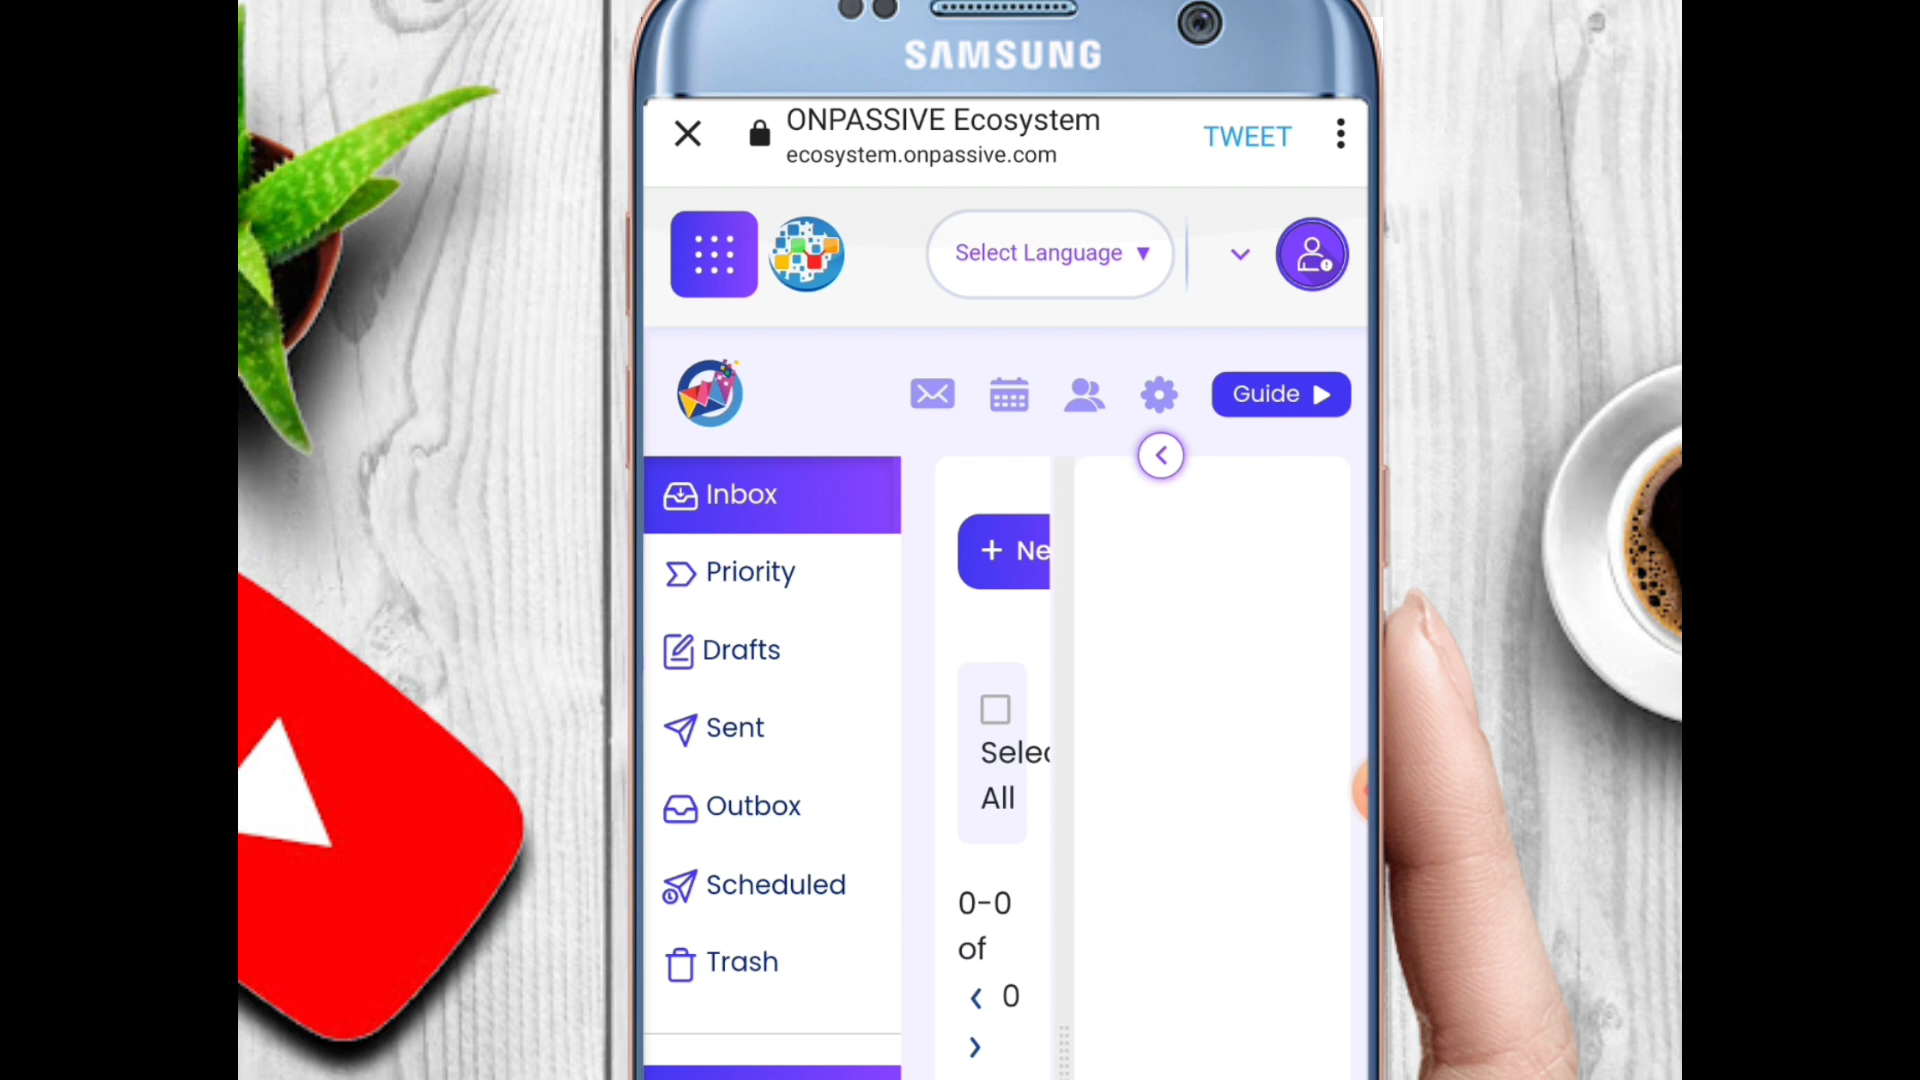 SAMSUNG
ONPASSIVE Ecosystem
ecosystem.onpassive.com
TWEET
Select Language ▼
Guide
Inbox
+ Ne
Priority
Drafts
Selec
All
Sent
Outbox
Scheduled
0-0
of
0
Trash